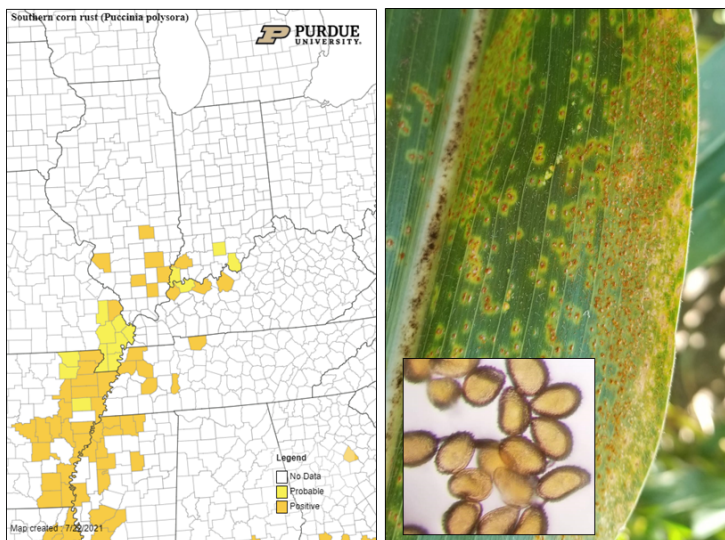 Southern corn rust (Puccinia polysora)
PURDUE
UNIVERSITY®
Legend
No Data
Probable
Positive
Map created : 7/22/2021